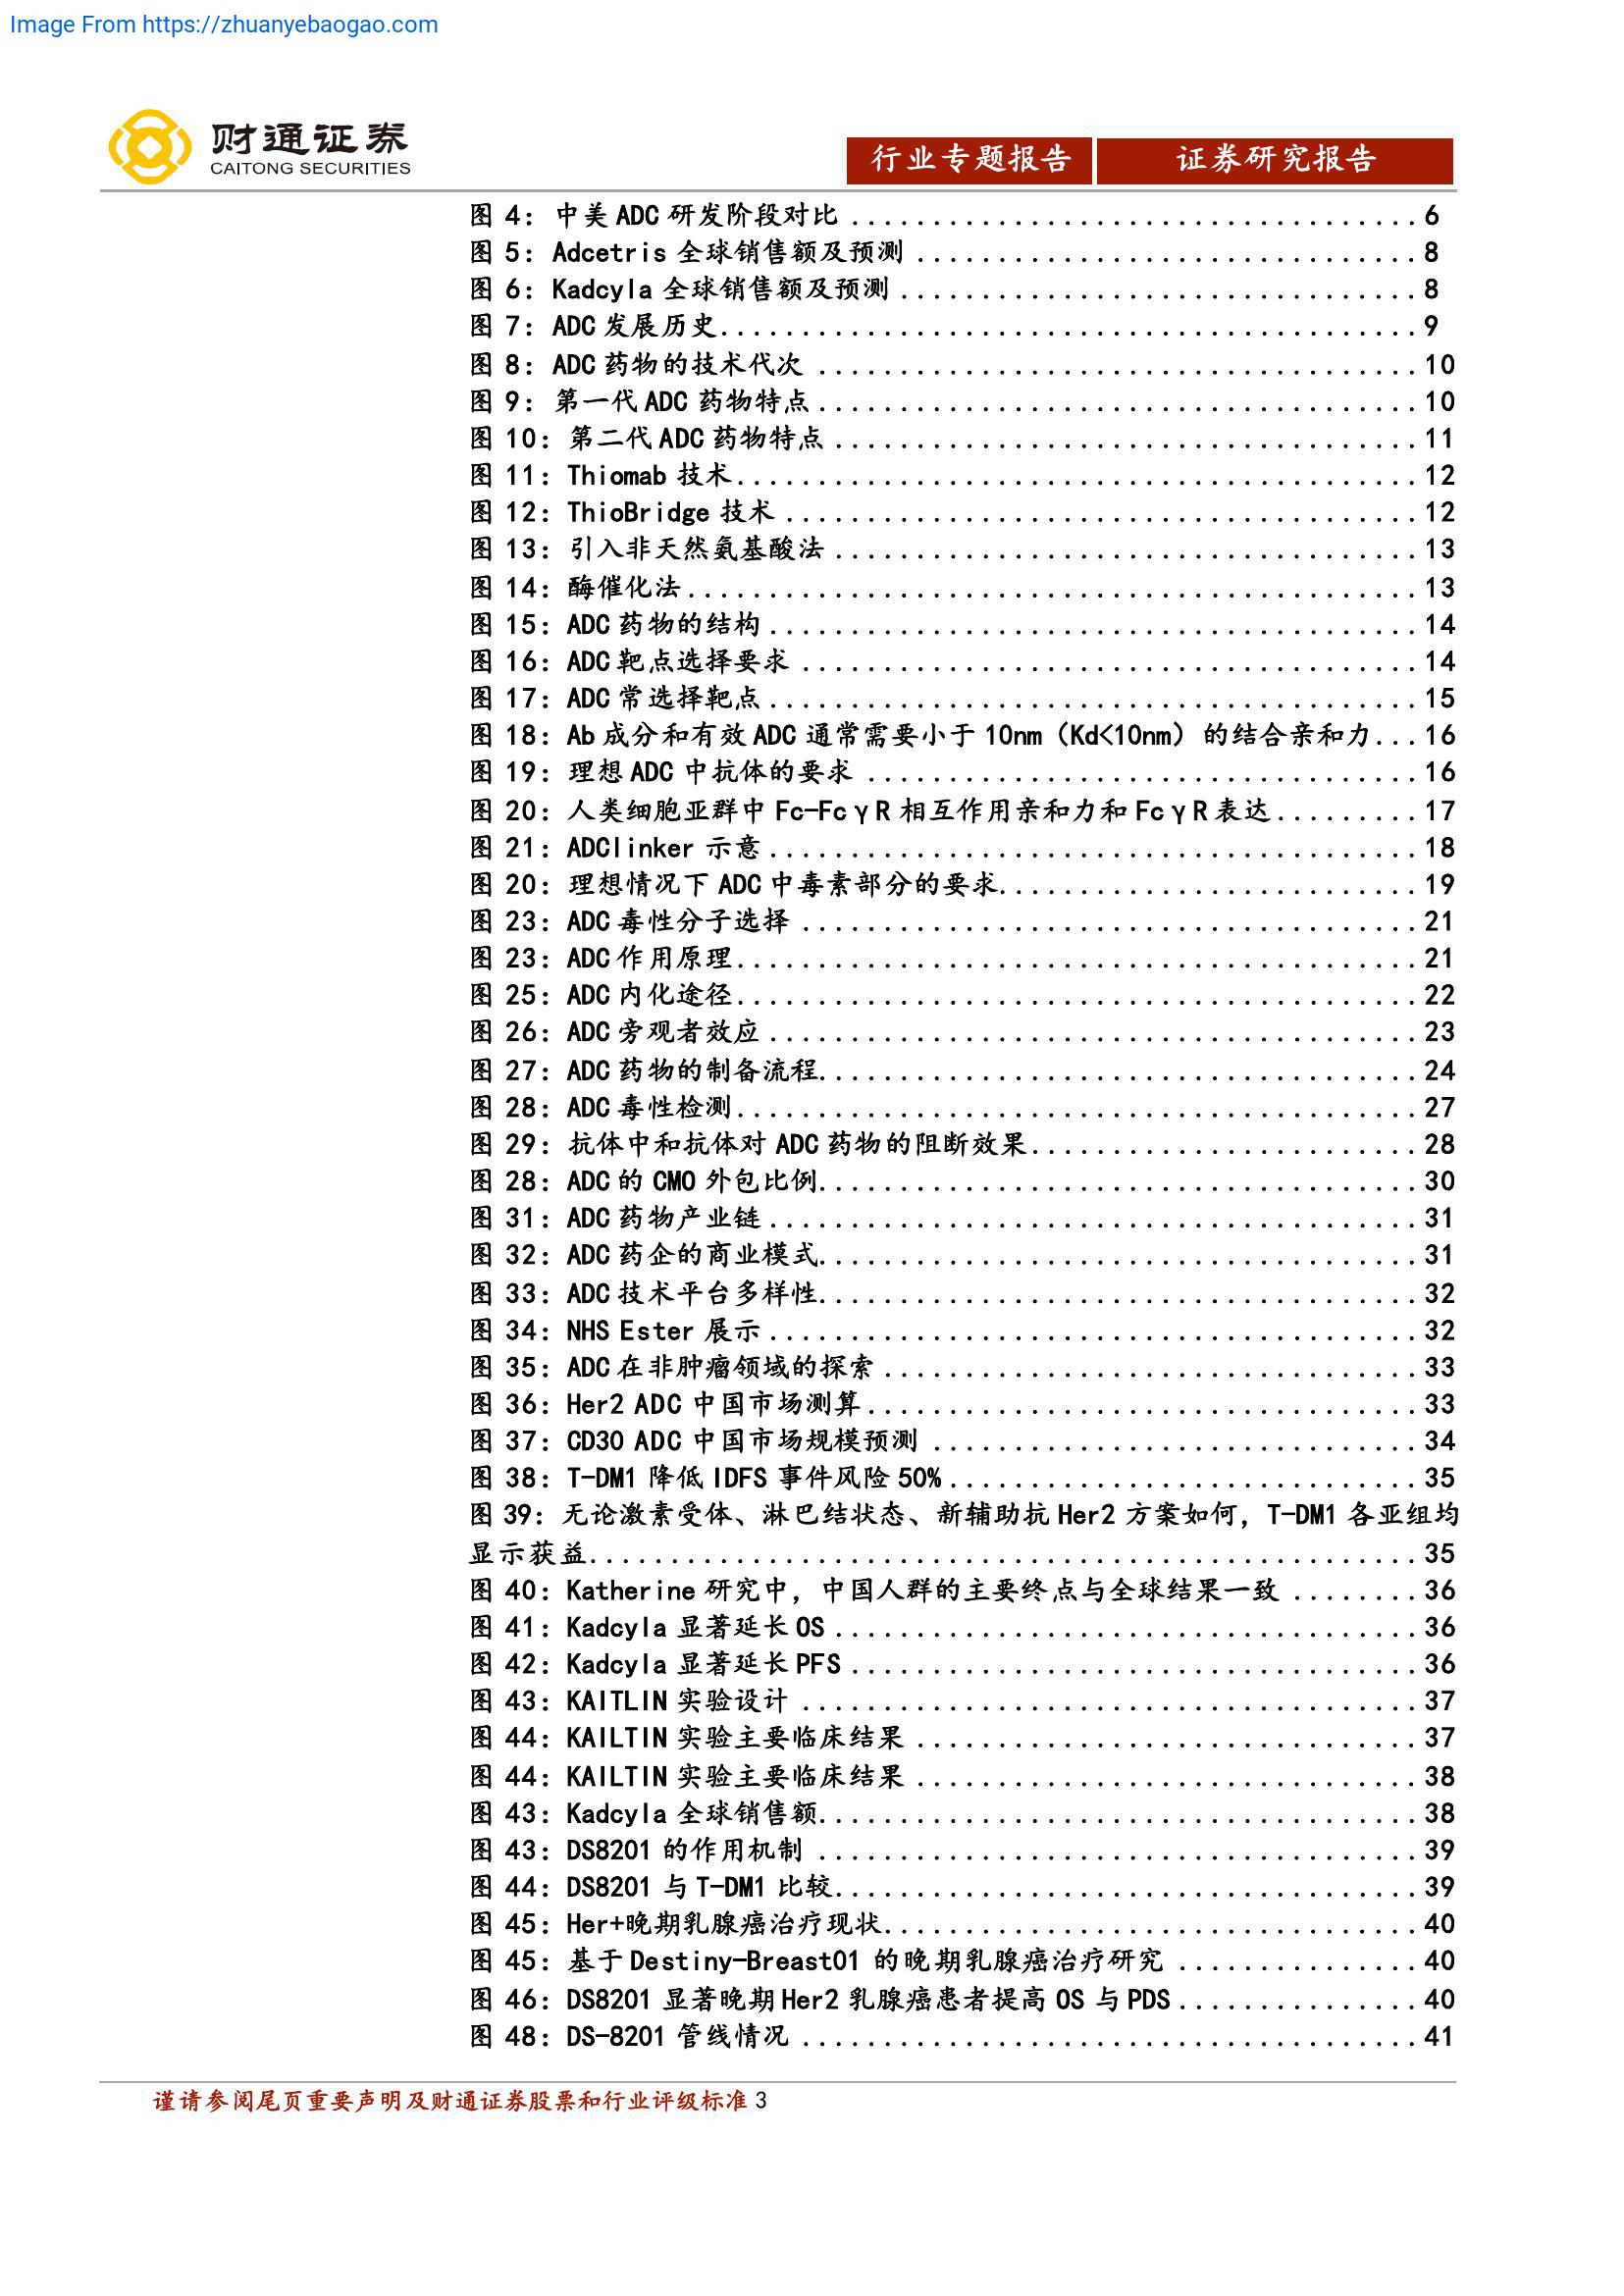 Image From https://zhuanyebaogao.com
财通证券
CAITONG SECURITIES
行业专题报告 证券研究报告
图 4：中美 ADC 研发阶段对比 ...................................6
图 5：Adcetris 全球销售额及预测 ...............................8
图 6：Kadcyla 全球销售额及预测 ................................8
图 7：ADC 发展历史...........................................9
图 8：ADC 药物的技术代次 .....................................10
图 9：第一代 ADC 药物特点 .....................................10
图 10：第二代 ADC 药物特点 ....................................11
图 11：Thiomab 技术..........................................12
图 12：ThioBridge 技术 .......................................12
图 13：引入非天然氨基酸法 ....................................13
图 14：酶催化法.............................................13
图 15：ADC 药物的结构 ........................................14
图 16：ADC 靶点选择要求 ......................................14
图 17：ADC 常选择靶点 ........................................15
图 18：Ab 成分和有效 ADC 通常需要小于 10nm（Kd<10nm）的结合亲和力...16
图 19：理想 ADC 中抗体的要求 ..................................16
图 20：人类细胞亚群中 Fc-FcγR 相互作用亲和力和 FcγR 表达.........17
图 21：ADClinker 示意 ........................................18
图 20：理想情况下 ADC 中毒素部分的要求..........................19
图 23：ADC 毒性分子选择 ......................................21
图 23：ADC 作用原理..........................................21
图 25：ADC 内化途径..........................................22
图 26：ADC 旁观者效应 ........................................23
图 27：ADC 药物的制备流程.....................................24
图 28：ADC 毒性检测..........................................27
图 29：抗体中和抗体对 ADC 药物的阻断效果........................28
图 28：ADC 的 CMO 外包比例.....................................30
图 31：ADC 药物产业链 ........................................31
图 32：ADC 药企的商业模式.....................................31
图 33：ADC 技术平台多样性.....................................32
图 34：NHS Ester 展示 ........................................32
图 35：ADC 在非肿瘤领域的探索 .................................33
图 36：Her2 ADC 中国市场测算 ..................................33
图 37：CD30 ADC 中国市场规模预测 ..............................34
图 38：T-DM1 降低 IDFS 事件风险 50% .............................35
图 39：无论激素受体、淋巴结状态、新辅助抗 Her2 方案如何，T-DM1 各亚组均
显示获益...................................................35
图 40：Katherine 研究中，中国人群的主要终点与全球结果一致 ........36
图 41：Kadcyla 显著延长 OS ....................................36
图 42：Kadcyla 显著延长 PFS ...................................36
图 43：KAITLIN 实验设计 ......................................37
图 44：KAILTIN 实验主要临床结果 ...............................37
图 44：KAILTIN 实验主要临床结果 ...............................38
图 43：Kadcyla 全球销售额.....................................38
图 43：DS8201 的作用机制 .....................................39
图 44：DS8201 与 T-DM1 比较....................................39
图 45：Her+晚期乳腺癌治疗现状.................................40
图 45：基于 Destiny-Breast01 的晚期乳腺癌治疗研究 ...............40
图 46：DS8201 显著晚期 Her2 乳腺癌患者提高 OS 与 PDS ...............40
图 48：DS-8201 管线情况 ......................................41
谨请参阅尾页重要声明及财通证券股票和行业评级标准 3